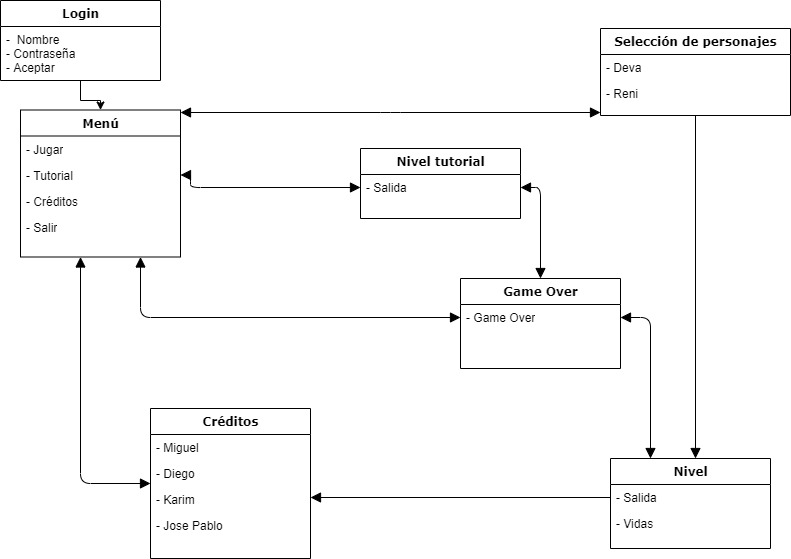 Login
- Nombre
- Contraseña
- Aceptar
Selección de personajes
- Deva
- Reni
Menú
- Jugar
- Tutorial
- Créditos
- Salir
Nivel tutorial
- Salida
Game Over
- Game Over
Créditos
- Miguel
- Diego
- Karim
- Jose Pablo
Nivel
- Salida
- Vidas